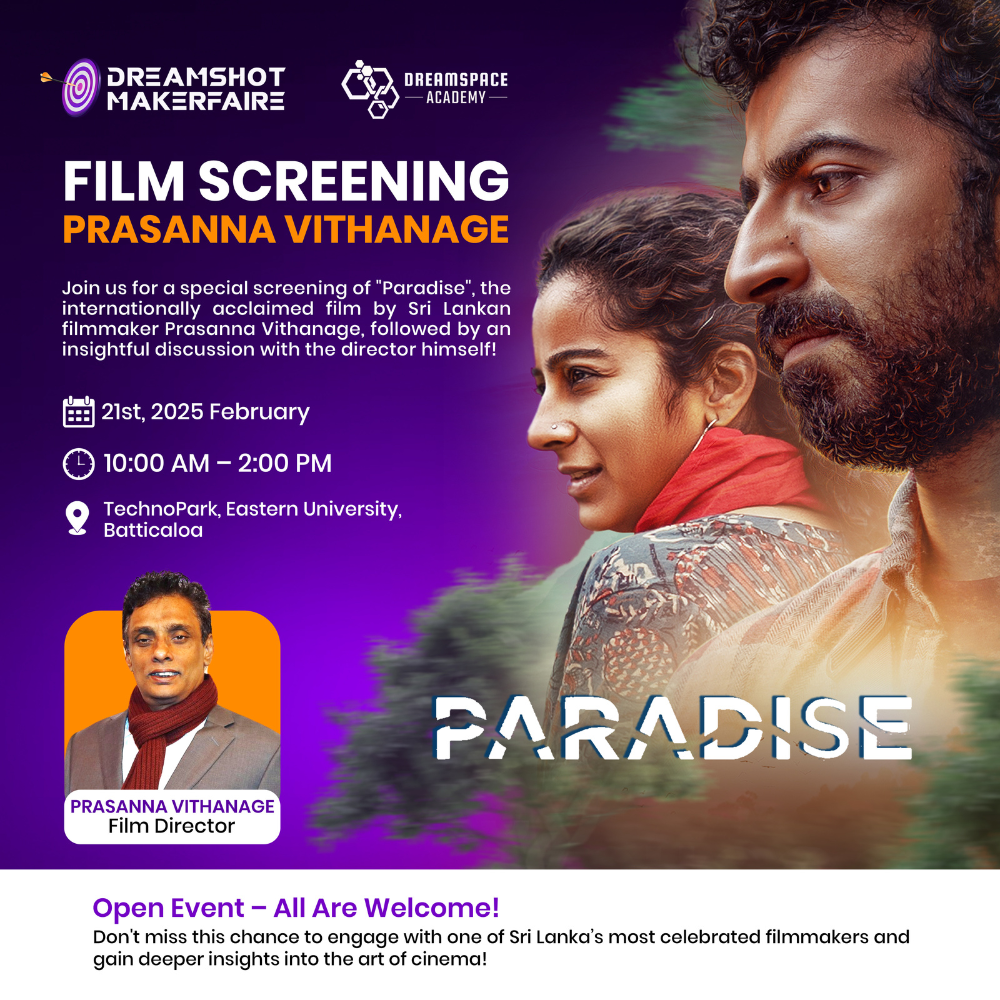 DREAMSHOT
MAKERFAIRE
DREAMSPACE
ACADEMY
FILM SCREENING
PRASANNA VITHANAGE
Join us for a special screening of "Paradise", the
internationally acclaimed film by Sri Lankan
filmmaker Prasanna Vithanage, followed by an
insightful discussion with the director himself!
21st, 2025 February
10:00 AM – 2:00 PM
TechnoPark, Eastern University,
Batticaloa
PARADISE
PRASANNA VITHANAGE
Film Director
Open Event – All Are Welcome!
Don't miss this chance to engage with one of Sri Lanka's most celebrated filmmakers and
gain deeper insights into the art of cinema!